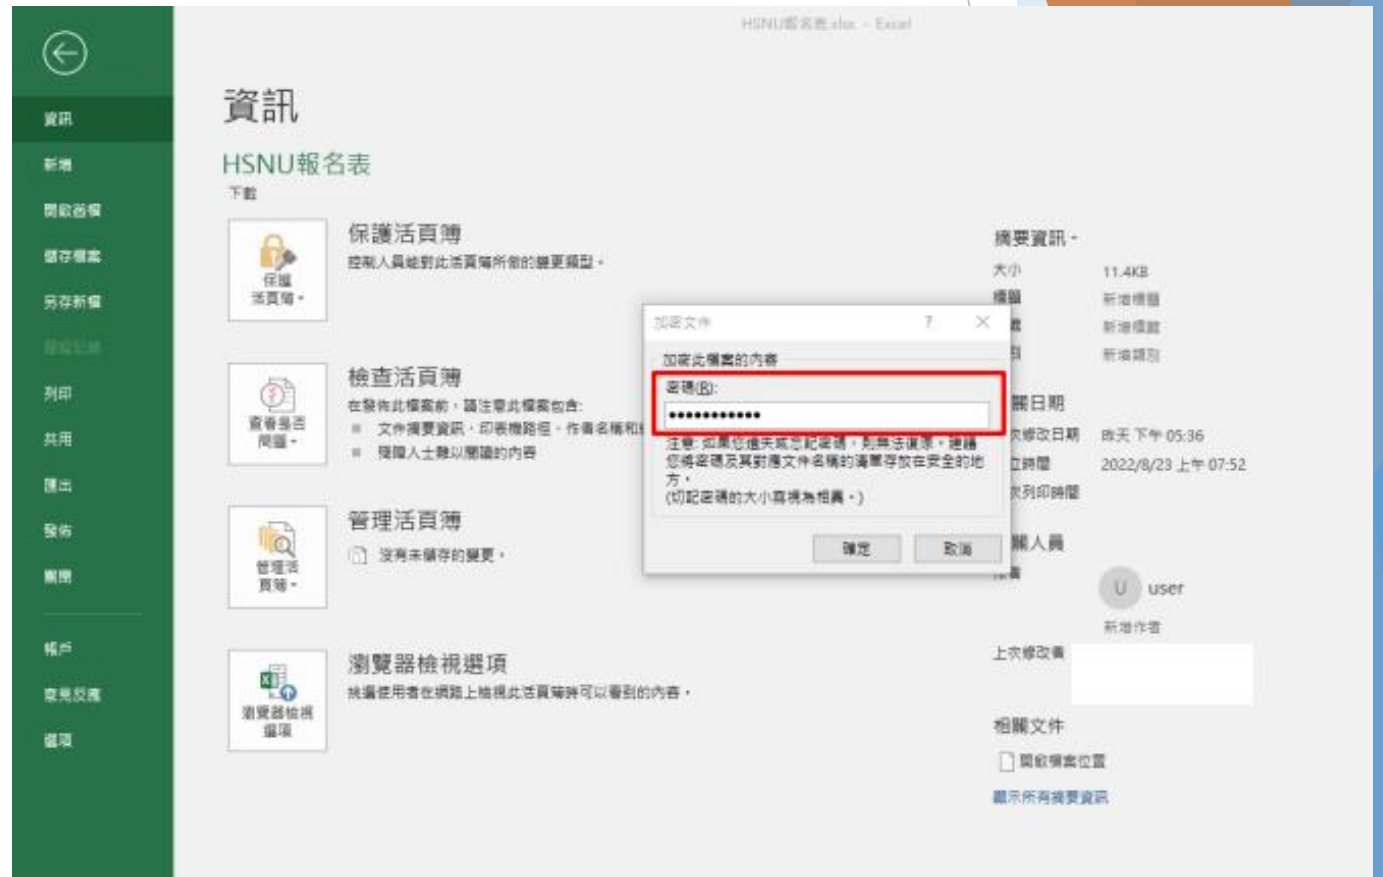 HSNU報名表.xlsx - Excel
資訊
新增
開啟舊檔
儲存檔案
另存新檔
列印
共用
匯出
發佈
關閉
帳戶
意見反應
選項
資訊
HSNU報名表
下載
保護活頁簿
保護活頁簿
控制人員能對此活頁簿所做的變更類型。
查看是否問題
檢查活頁簿
在發佈此檔案前，請注意此檔案包含:
文件摘要資訊、印表機路徑、作者名稱和
殘障人士難以閱讀的內容
管理活頁簿
管理活頁簿
沒有未儲存的變更。
瀏覽器檢視選項
瀏覽器檢視選項
挑選使用者在網路上檢視此活頁簿時可以看到的內容。
加密文件 ? ×
加密此檔案的內容
密碼(R):
●●●●●●●●●●●
注意: 如果您遺失或忘記密碼，則無法復原。建議
您將密碼及其對應文件名稱的清單存放在安全的地
方。
(切記密碼的大小寫視為相異。)
確定 取消
摘要資訊
大小 11.4KB
標題 新增標題
新增標籤
新增類別
關日期
次修改日期 昨天 下午 05:36
立時間 2022/8/23 上午 07:52
次列印時間
關人員
U user
新增作者
上次修改者
相關文件
開啟檔案位置
顯示所有摘要資訊